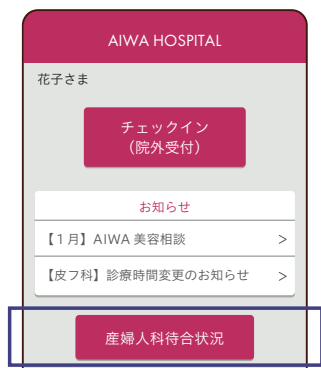 AIWA HOSPITAL
花子さま
チェックイン
(院外受付)
お知らせ
【1月】AIWA 美容相談 >
【皮フ科】診療時間変更のお知らせ >
産婦人科待合状況